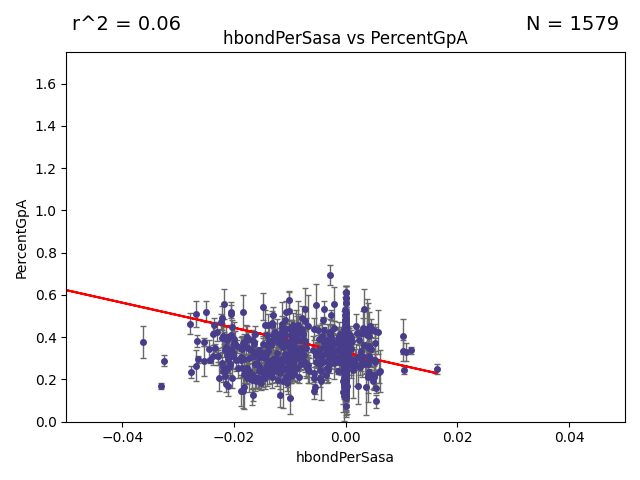 r^2 = 0.06
N = 1579
hbondPerSasa vs PercentGpA
PercentGpA
1.6
1.4
1.2
1.0
0.8
0.6
0.4
0.2
0.0
−0.04
−0.02
0.00
0.02
0.04
hbondPerSasa